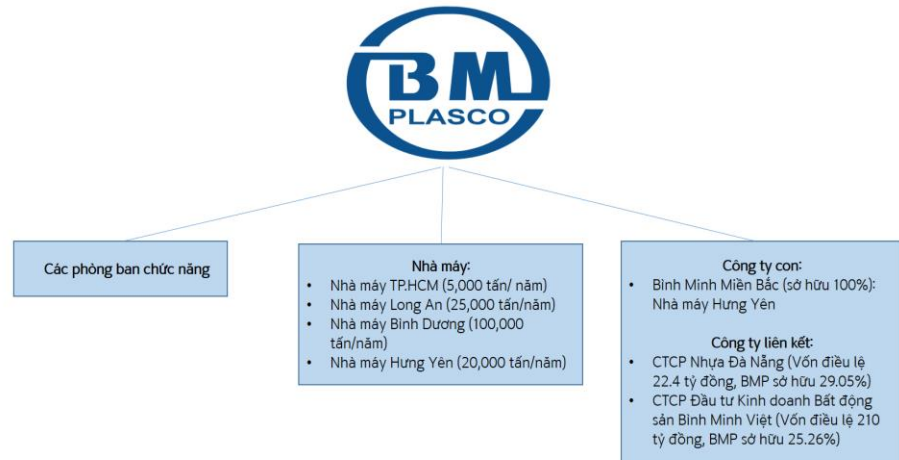 BM
PLASCO
Các phòng ban chức năng
Nhà máy:
• Nhà máy TP.HCM (5,000 tấn/ năm)
• Nhà máy Long An (25,000 tấn/năm)
• Nhà máy Bình Dương (100,000
tấn/năm)
• Nhà máy Hưng Yên (20,000 tấn/năm)
Công ty con:
• Bình Minh Miền Bắc (sở hữu 100%):
Nhà máy Hưng Yên
Công ty liên kết:
• CTCP Nhựa Đà Nẵng (Vốn điều lệ
22.4 tỷ đồng, BMP sở hữu 29.05%)
• CTCP Đầu tư Kinh doanh Bất động
sản Bình Minh Việt (Vốn điều lệ 210
tỷ đồng, BMP sở hữu 25.26%)